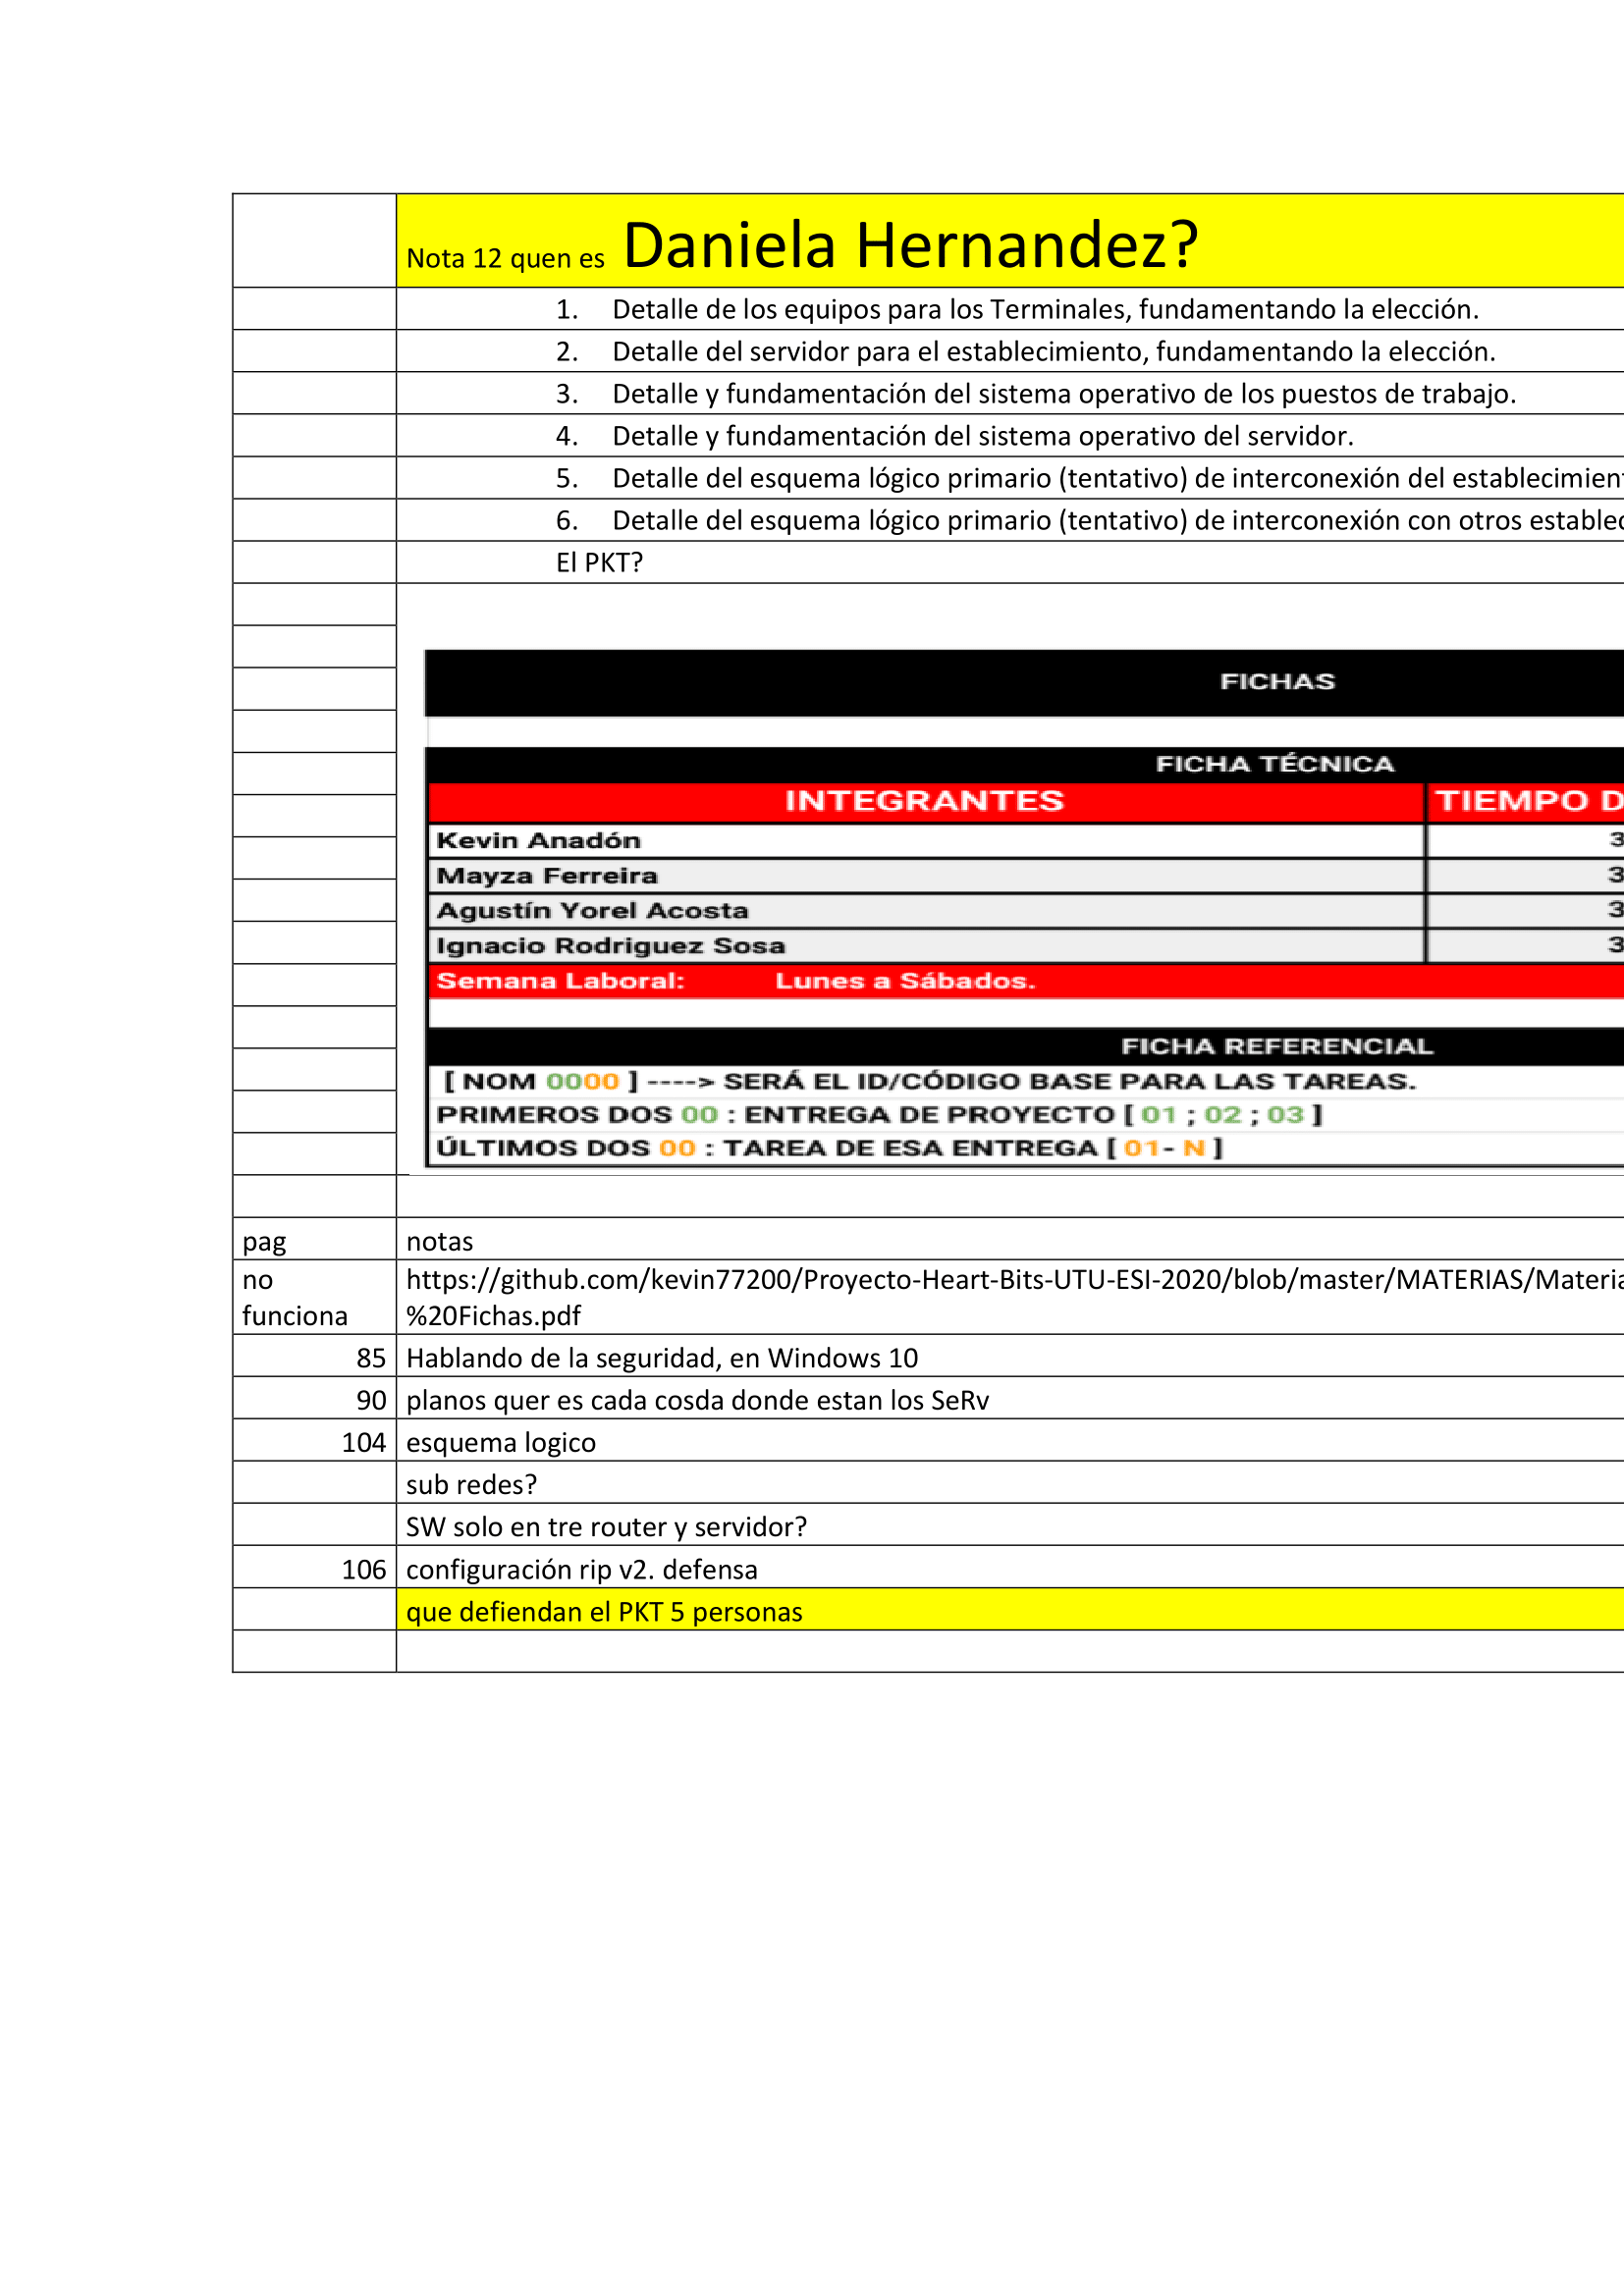 Nota 12 quen es Daniela Hernandez?
1. Detalle de los equipos para los Terminales, fundamentando la elección.
2. Detalle del servidor para el establecimiento, fundamentando la elección.
3. Detalle y fundamentación del sistema operativo de los puestos de trabajo.
4. Detalle y fundamentación del sistema operativo del servidor.
5. Detalle del esquema lógico primario (tentativo) de interconexión del
6. Detalle del esquema lógico primario (tentativo) de interconexión con otros
El PKT?
FICHAS
FICHA TÉCNICA
INTEGRANTES TIEMPO
Kevin Anadón 3
Mayza Ferreira 3
Agustín Yorel Acosta 3
Ignacio Rodriguez Sosa 3
Semana Laboral: Lunes a Sábados.
FICHA REFERENCIAL
[ NOM 0000 ] ----> SERÁ EL ID/CÓDIGO BASE PARA LAS TAREAS.
PRIMEROS DOS 00 : ENTREGA DE PROYECTO [ 01 ; 02 ; 03 ]
ÚLTIMOS DOS 00 : TAREA DE ESA ENTREGA [ 01- N ]
pag notas
no funciona https://github.com/kevin77200/Proyecto-Heart-Bits-UTU-ESI-2020/blob/master/MATERIAS/Materia
%20Fichas.pdf
85 Hablando de la seguridad, en Windows 10
90 planos quer es cada cosda donde estan los SeRv
104 esquema logico
sub redes?
SW solo en tre router y servidor?
106 configuración rip v2. defensa
que defiendan el PKT 5 personas